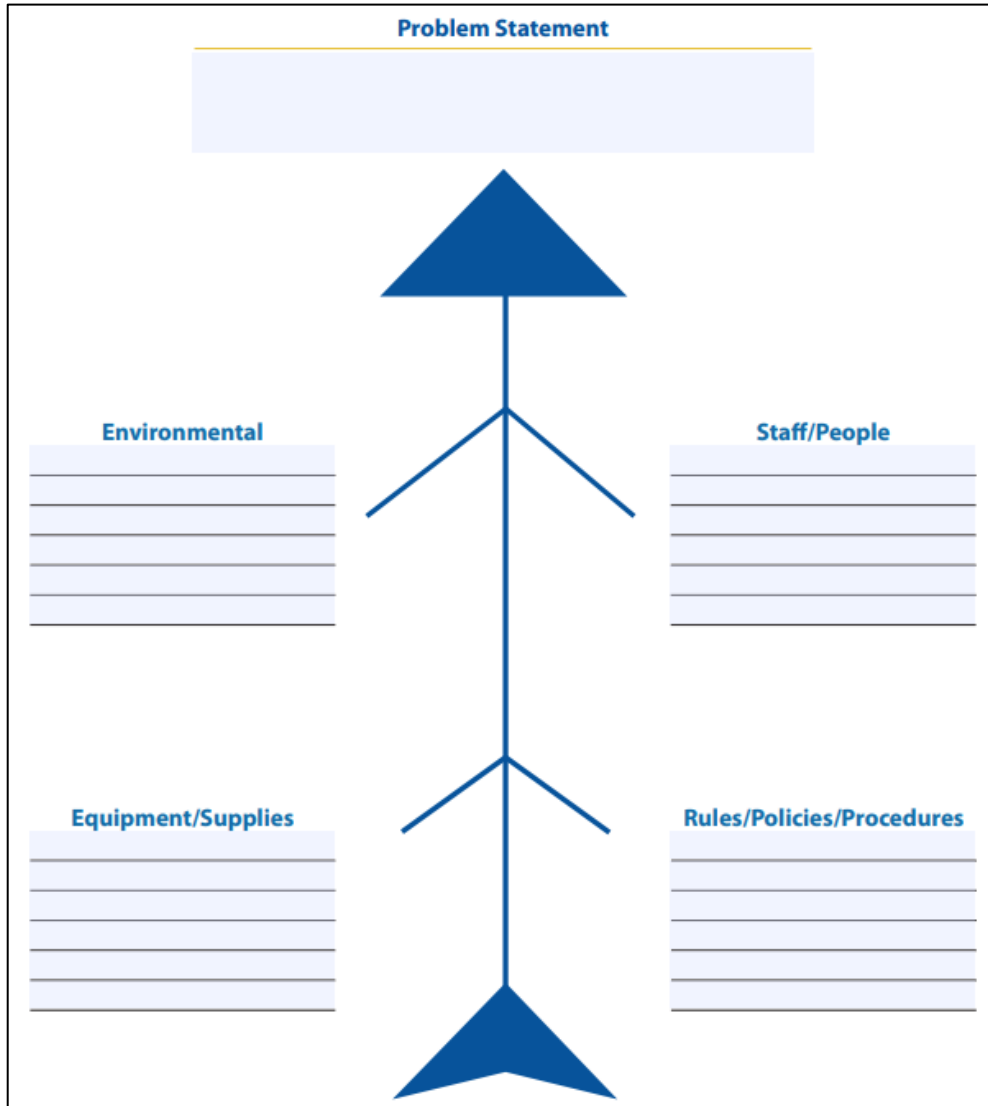 Problem Statement
Environmental
Staff/People
Equipment/Supplies
Rules/Policies/Procedures